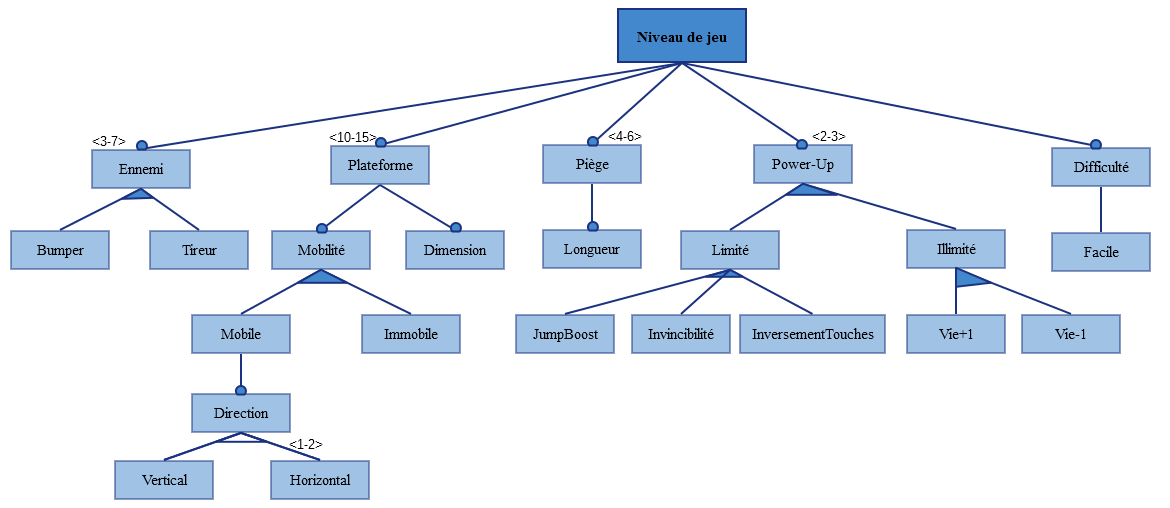 Niveau de jeu
<3-7>
<10-15>
<4-6>
<2-3>
Ennemi
Plateforme
Piège
Power-Up
Difficulté
Bumper
Tireur
Mobilité
Dimension
Longueur
Limité
Illimité
Facile
Mobile
Immobile
JumpBoost
Invincibilité
InversementTouches
Vie+1
Vie-1
Direction
<1-2>
Vertical
Horizontal